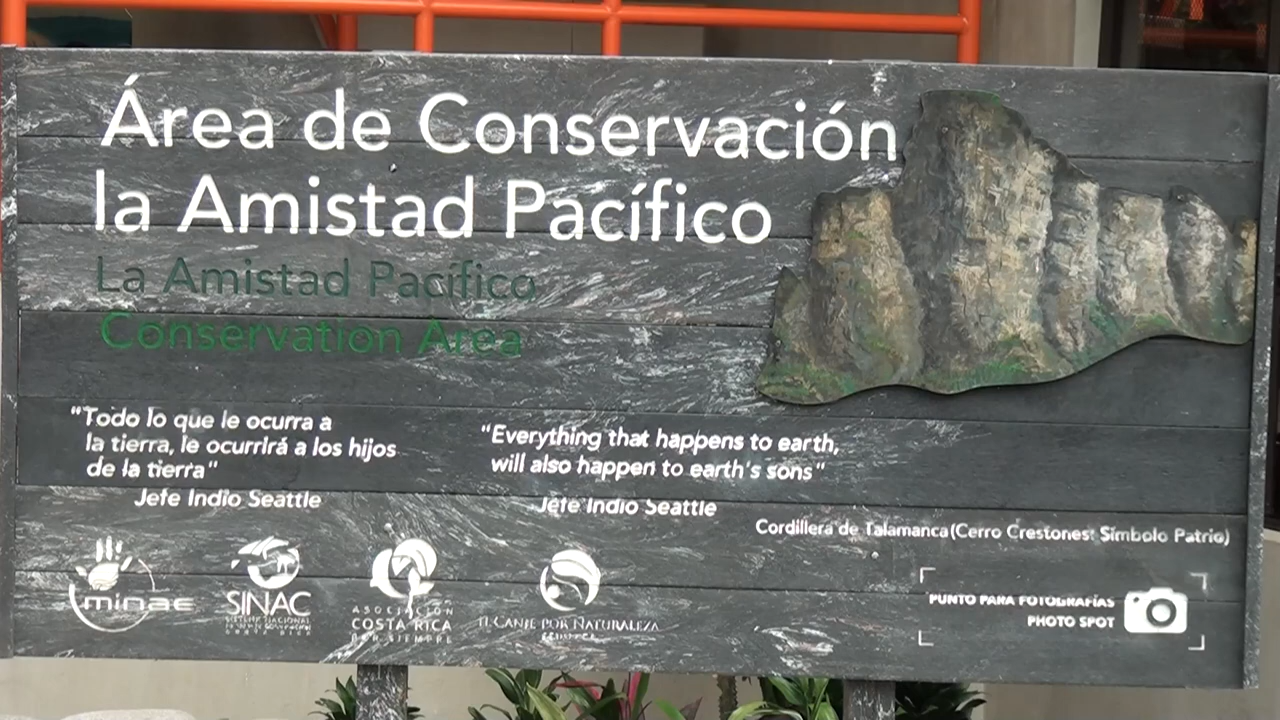 Área de Conservación
la Amistad Pacífico
La Amistad Pacífico
Conservation Area
"Todo lo que le ocurra a
la tierra, le ocurrirá a los hijos
de la tierra"
Jefe Indio Seattle
"Everything that happens to earth,
will also happen to earth's sons"
Jefe Indio Seattle
Cordillera de Talamanca (Cerro Crestones: Símbolo Patrio)
minae
SINAC
SISTEMA NACIONAL
ASOCIACIÓN
COSTA RICA
POR SIEMPRE
II CANJE POR NATURALEZA
PUNTO PARA FOTOGRAFÍAS
PHOTO SPOT